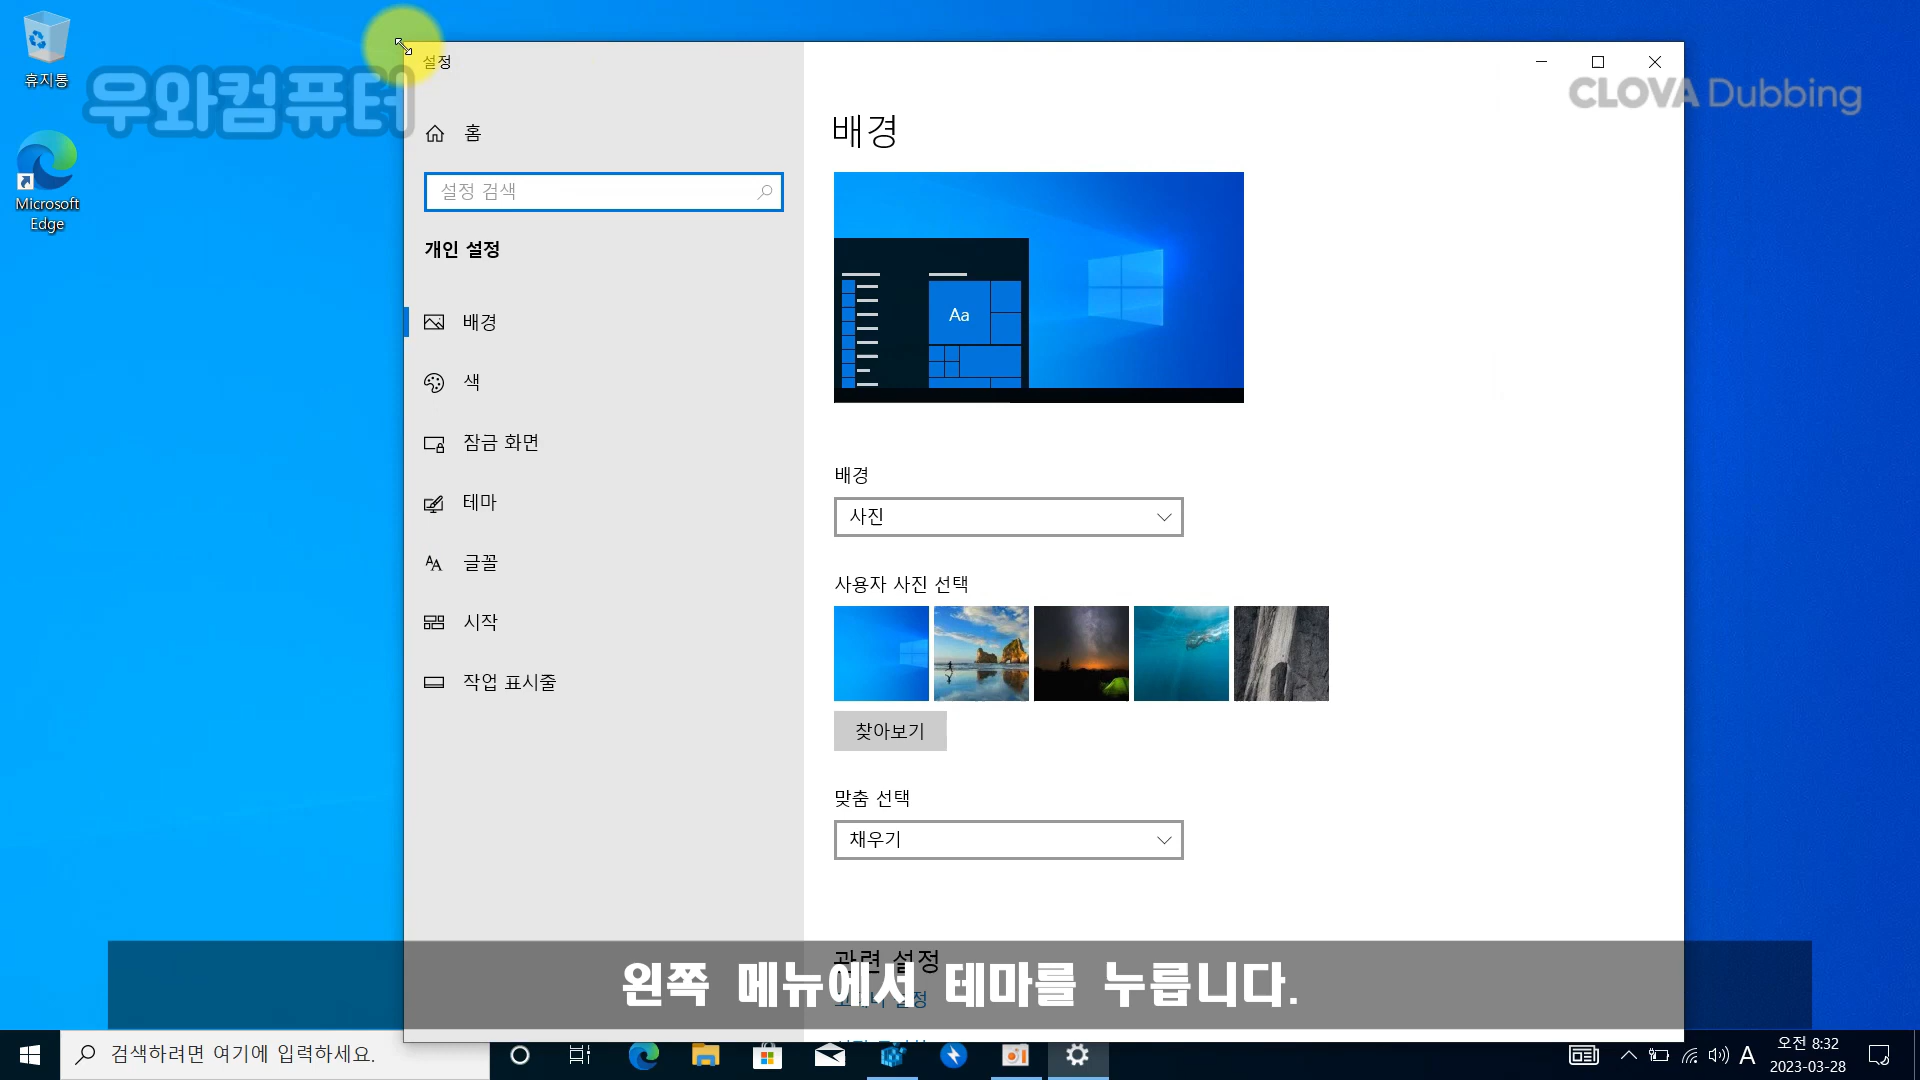 휴지통
우와컴퓨터
Microsoft
Edge
설정
홈
설정 검색
개인 설정
배경
색
잠금 화면
테마
글꼴
시작
작업 표시줄
CLOVA Dubbing
배경
Aa
배경
사진
사용자 사진 선택
찾아보기
맞춤 선택
채우기
관련 설정
왼쪽 메뉴에서 테마를 누릅니다.
검색하려면 여기에 입력하세요.
A
오전 8:32
2023-03-28